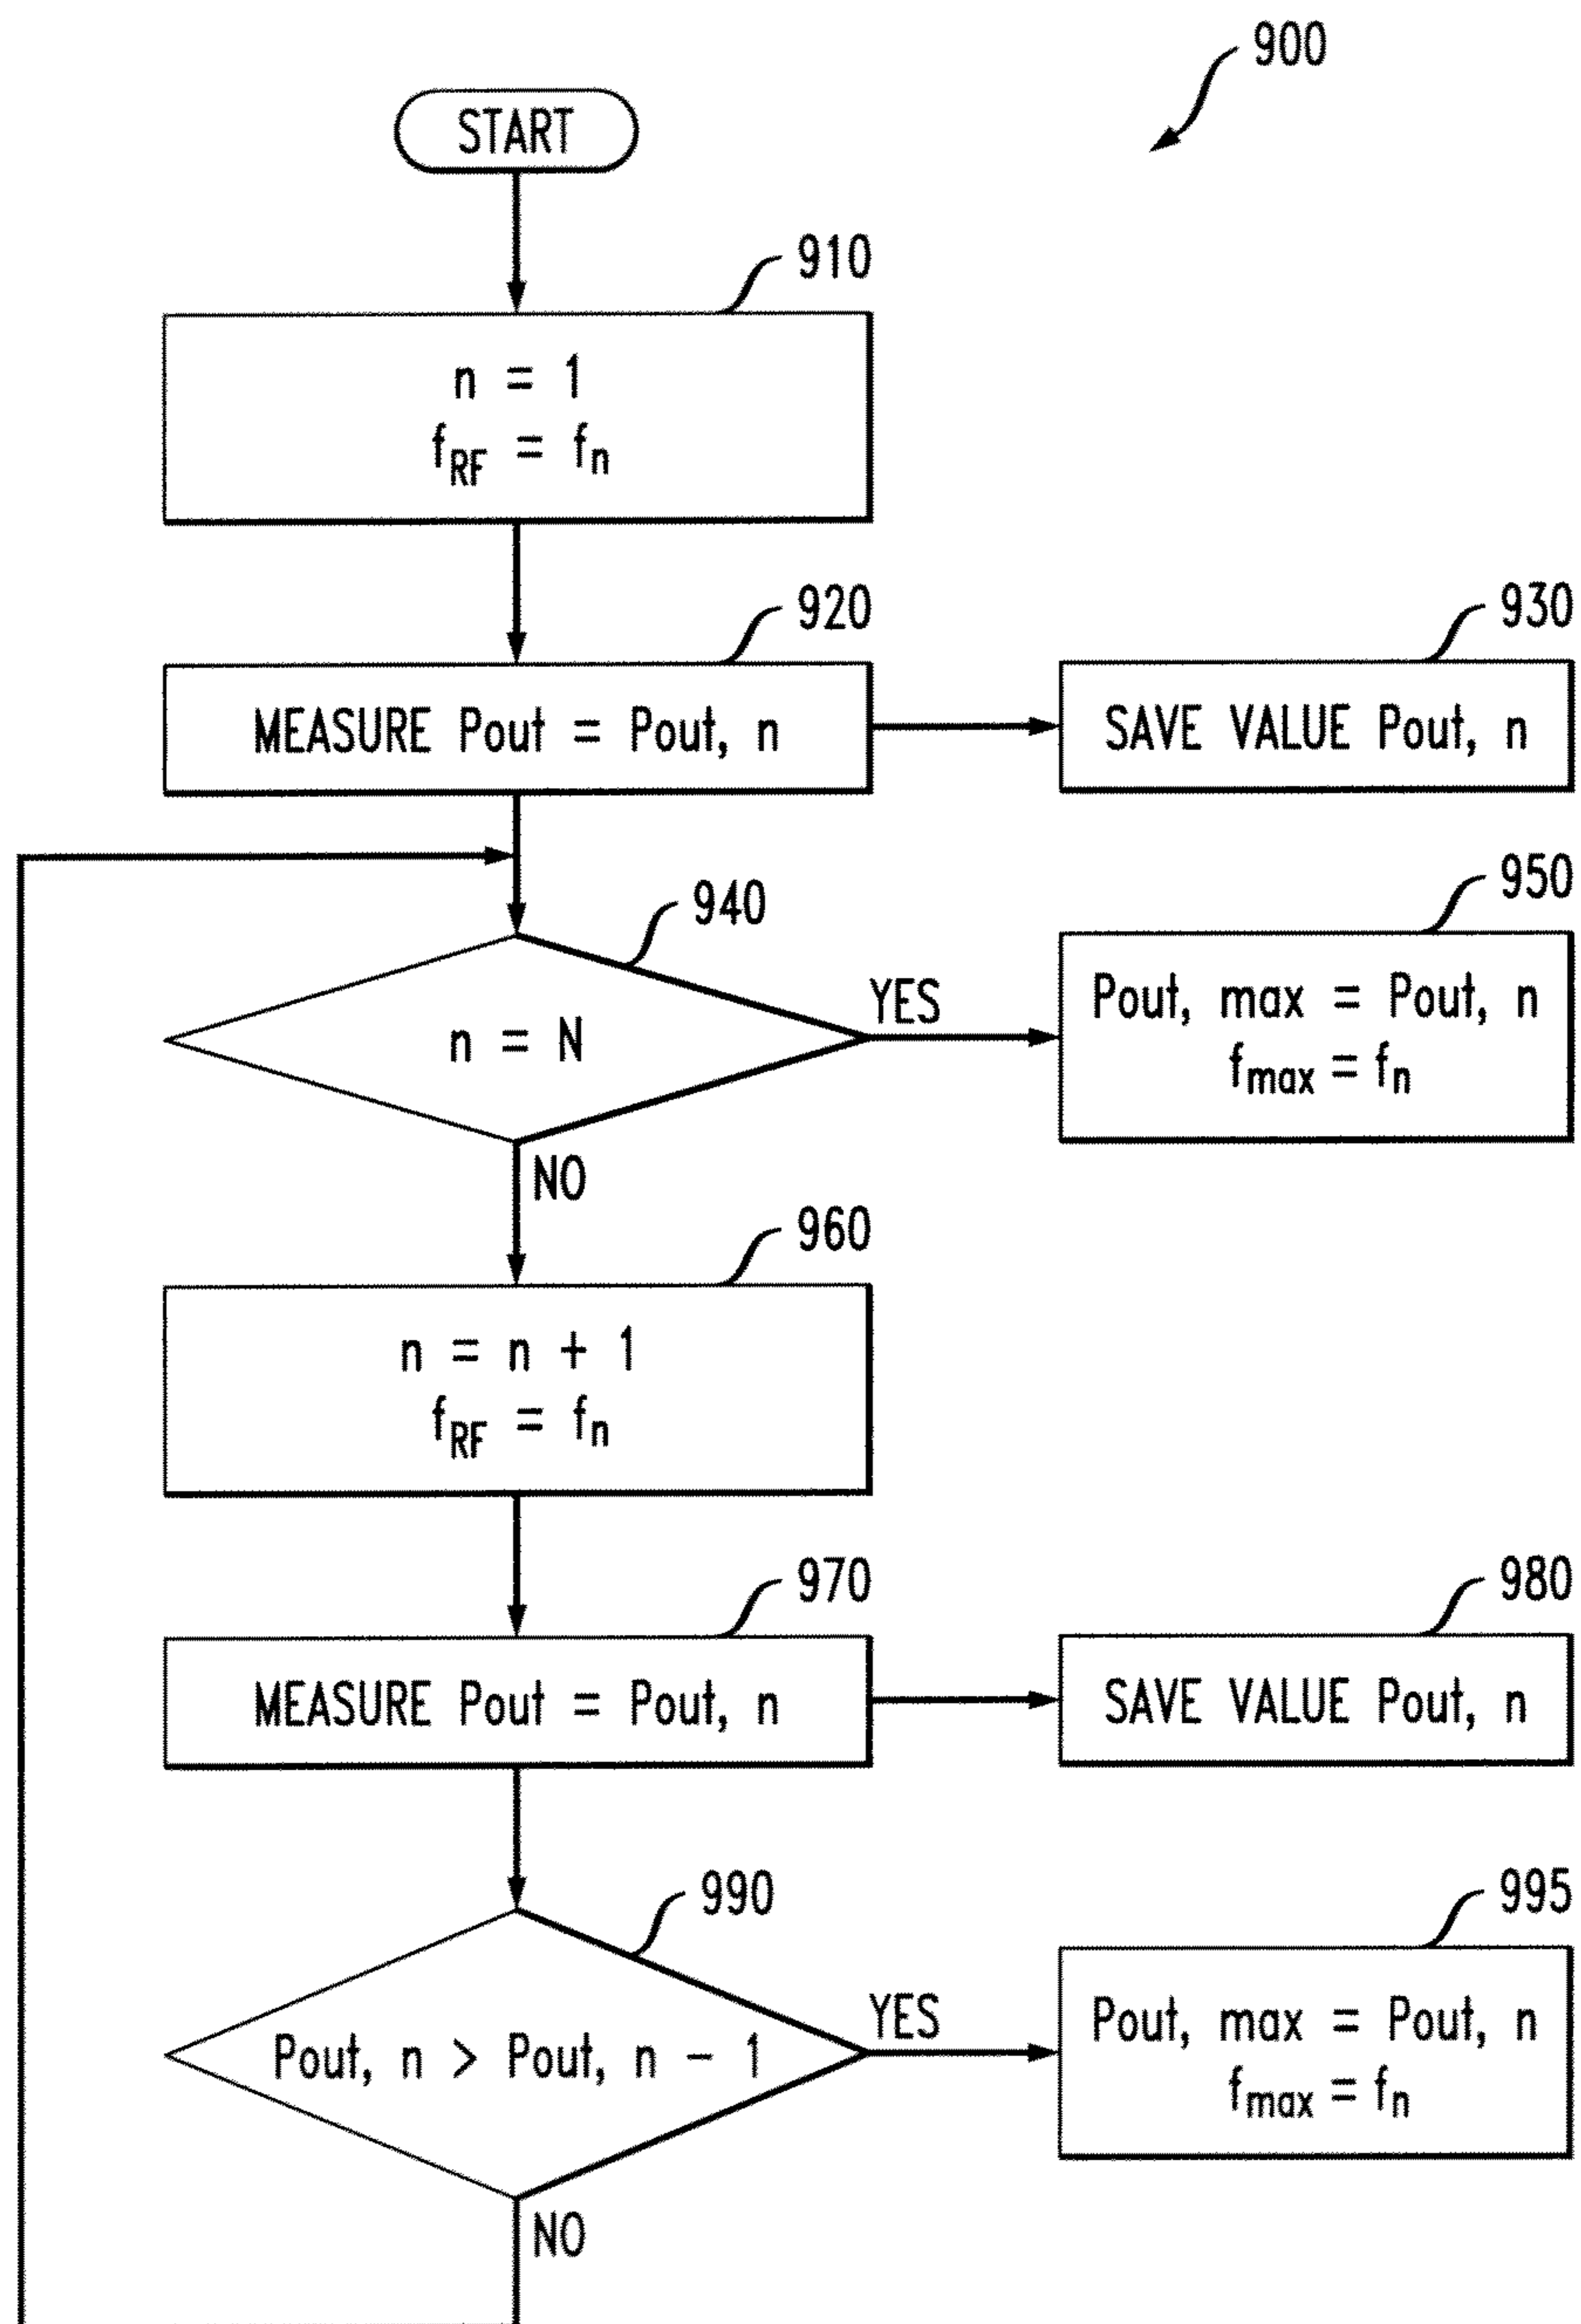 900
START
910
n = 1
fRF = fn
920
MEASURE Pout = Pout, n
930
SAVE VALUE Pout, n
940
n = N
YES
950
Pout, max = Pout, n
fmax = fn
NO
960
n = n + 1
fRF = fn
970
MEASURE Pout = Pout, n
980
SAVE VALUE Pout, n
990
Pout, n > Pout, n - 1
YES
995
Pout, max = Pout, n
fmax = fn
NO